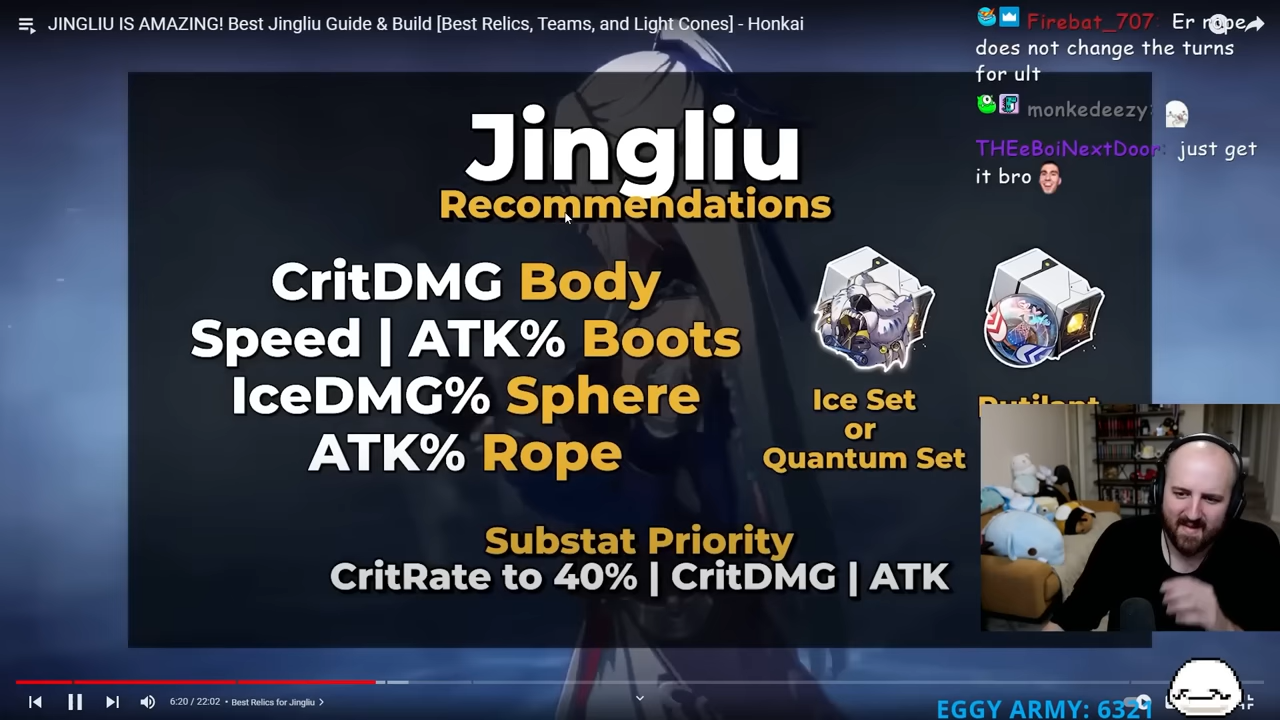 JINGLIU IS AMAZING! Best Jingliu Guide & Build [Best Relics, Teams, and Light Cones] - Honkai
Firebat_707: Er rope
does not change the turns
for ult
monkedeezy:
THEeBoiNextDoor: just get
it bro
Jingliu
Recommendations
CritDMG Body
Speed | ATK% Boots
IceDMG% Sphere
ATK% Rope
Ice Set
or
Quantum Set
Rutilant
Substat Priority
CritRate to 40% | CritDMG | ATK
6:20 / 22:02 • Best Relics for Jingliu
EGGY ARMY: 6321